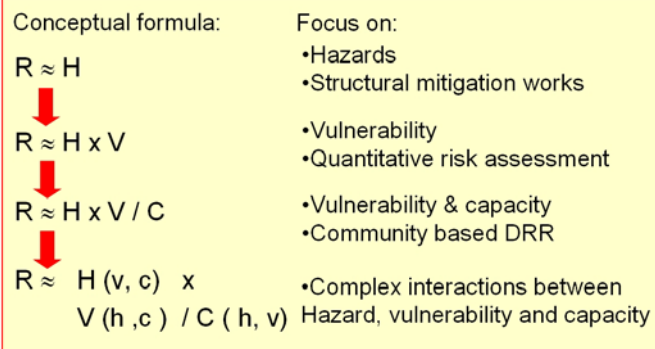 Conceptual formula: Focus on:
R ≈ H
•Hazards
•Structural mitigation works
R ≈ H x V
•Vulnerability
•Quantitative risk assessment
R ≈ H x V / C
•Vulnerability & capacity
•Community based DRR
R ≈ H (v, c) x
V (h ,c ) / C ( h, v)
•Complex interactions between
Hazard, vulnerability and capacity